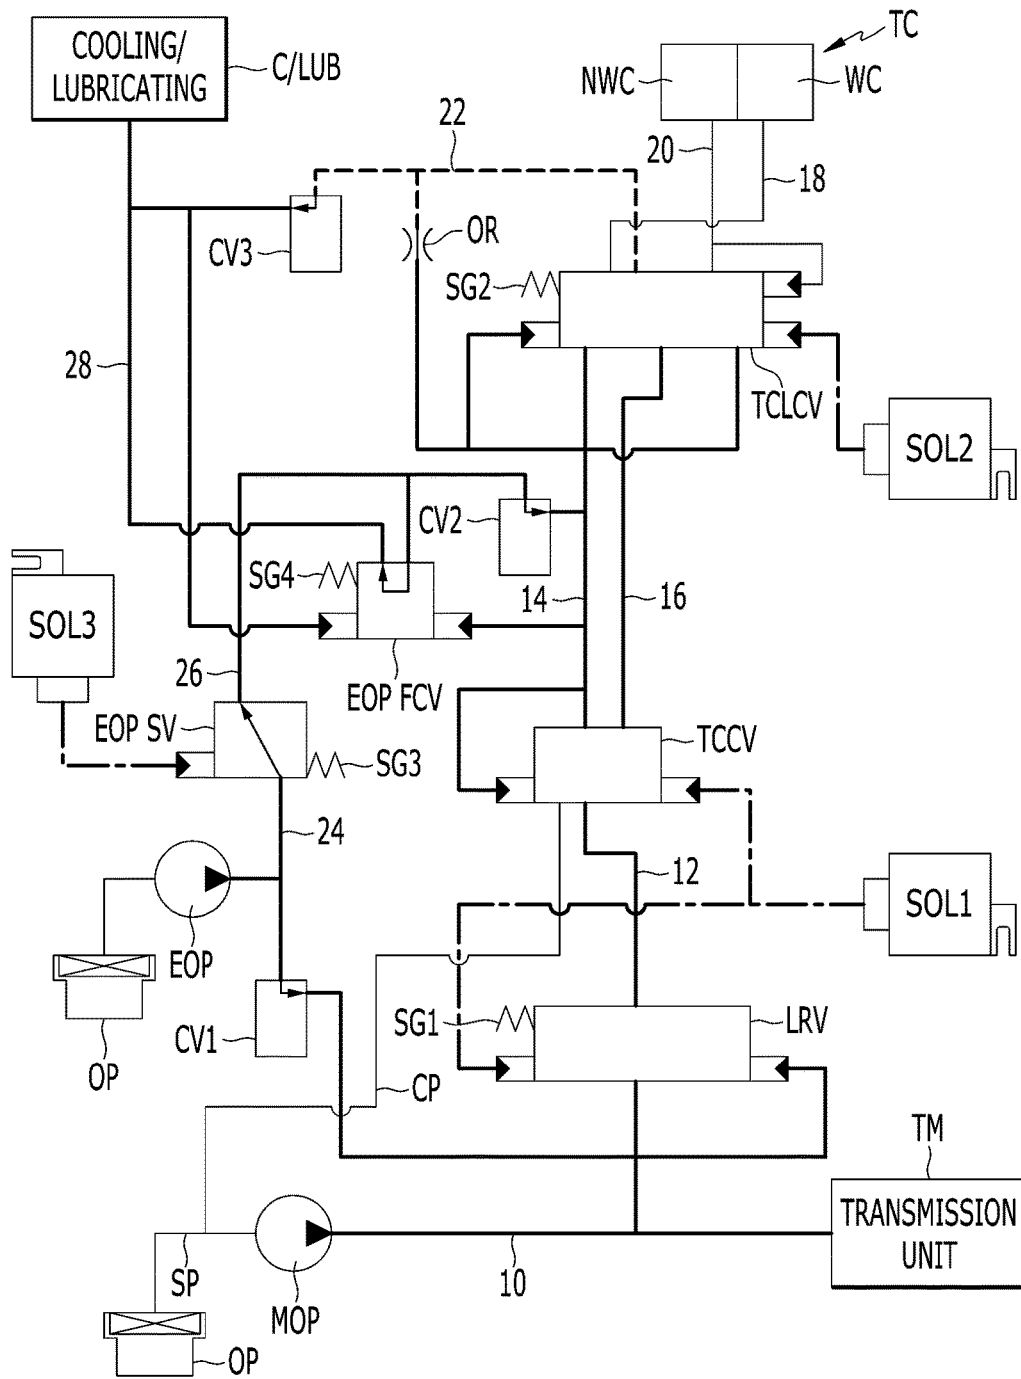 COOLING/
LUBRICATING
C/LUB
TC
NWC
WC
22
20
18
CV3
OR
SG2
28
TCLCV
SOL2
CV2
SG4
14
16
SOL3
26
EOP FCV
EOP SV
SG3
TCCV
24
12
SOL1
EOP
CV1
SG1
LRV
OP
CP
TM
TRANSMISSION
UNIT
SP
MOP
10
OP